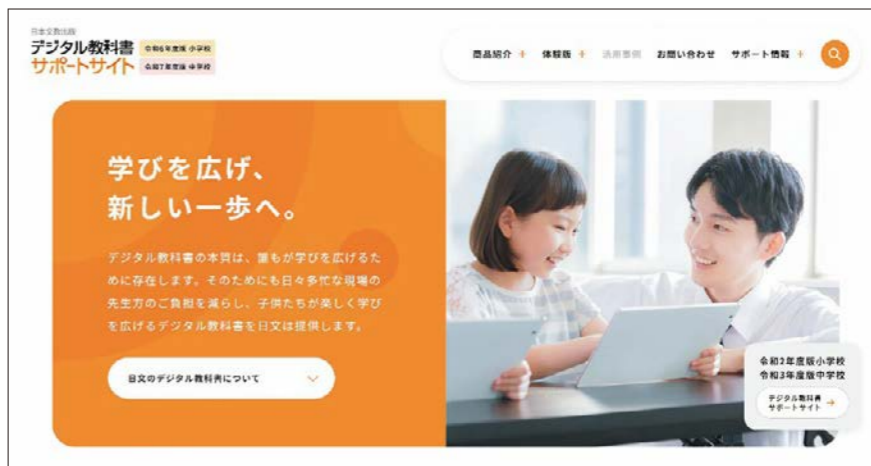 日本文教出版
デジタル教科書
サポートサイト
令和6年度版 小学校
令和7年度版 中学校
商品紹介 +
体験版 +
活用事例
お問い合わせ
サポート情報 +
学びを広げ、
新しい一歩へ。
デジタル教科書の本質は、誰もが学びを広げるた
めに存在します。そのためにも日々多忙な現場の
先生方のご負担を減らし、子供たちが楽しく学び
を広げるデジタル教科書を日文は提供します。
日文のデジタル教科書について
令和2年度版小学校
令和3年度版中学校
デジタル教科書
サポートサイト →